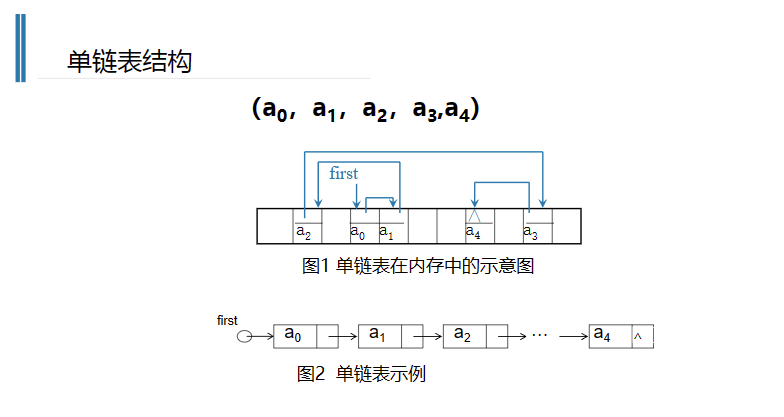 单链表结构
(a₀, a₁, a₂, a₃,a₄)
first
∧
a₂ a₀ a₁ a₄ a₃
图1 单链表在内存中的示意图
first
a₀ a₁ a₂ … a₄ ^
图2 单链表示例